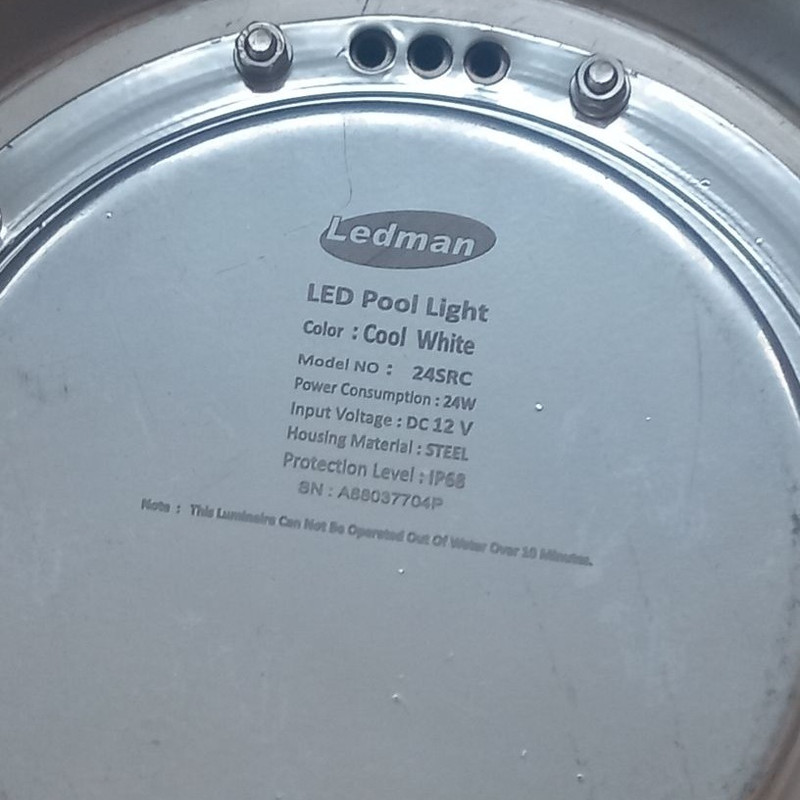 Ledman
LED Pool Light
Color : Cool White
Model NO : 24SRC
Power Consumption : 24W
Input Voltage : DC 12 V
Housing Material : STEEL
Protection Level : IP68
SN : A88037704P
Note : This Luminaire Can Not Be Operated Out Of Water Over 10 Minutes.